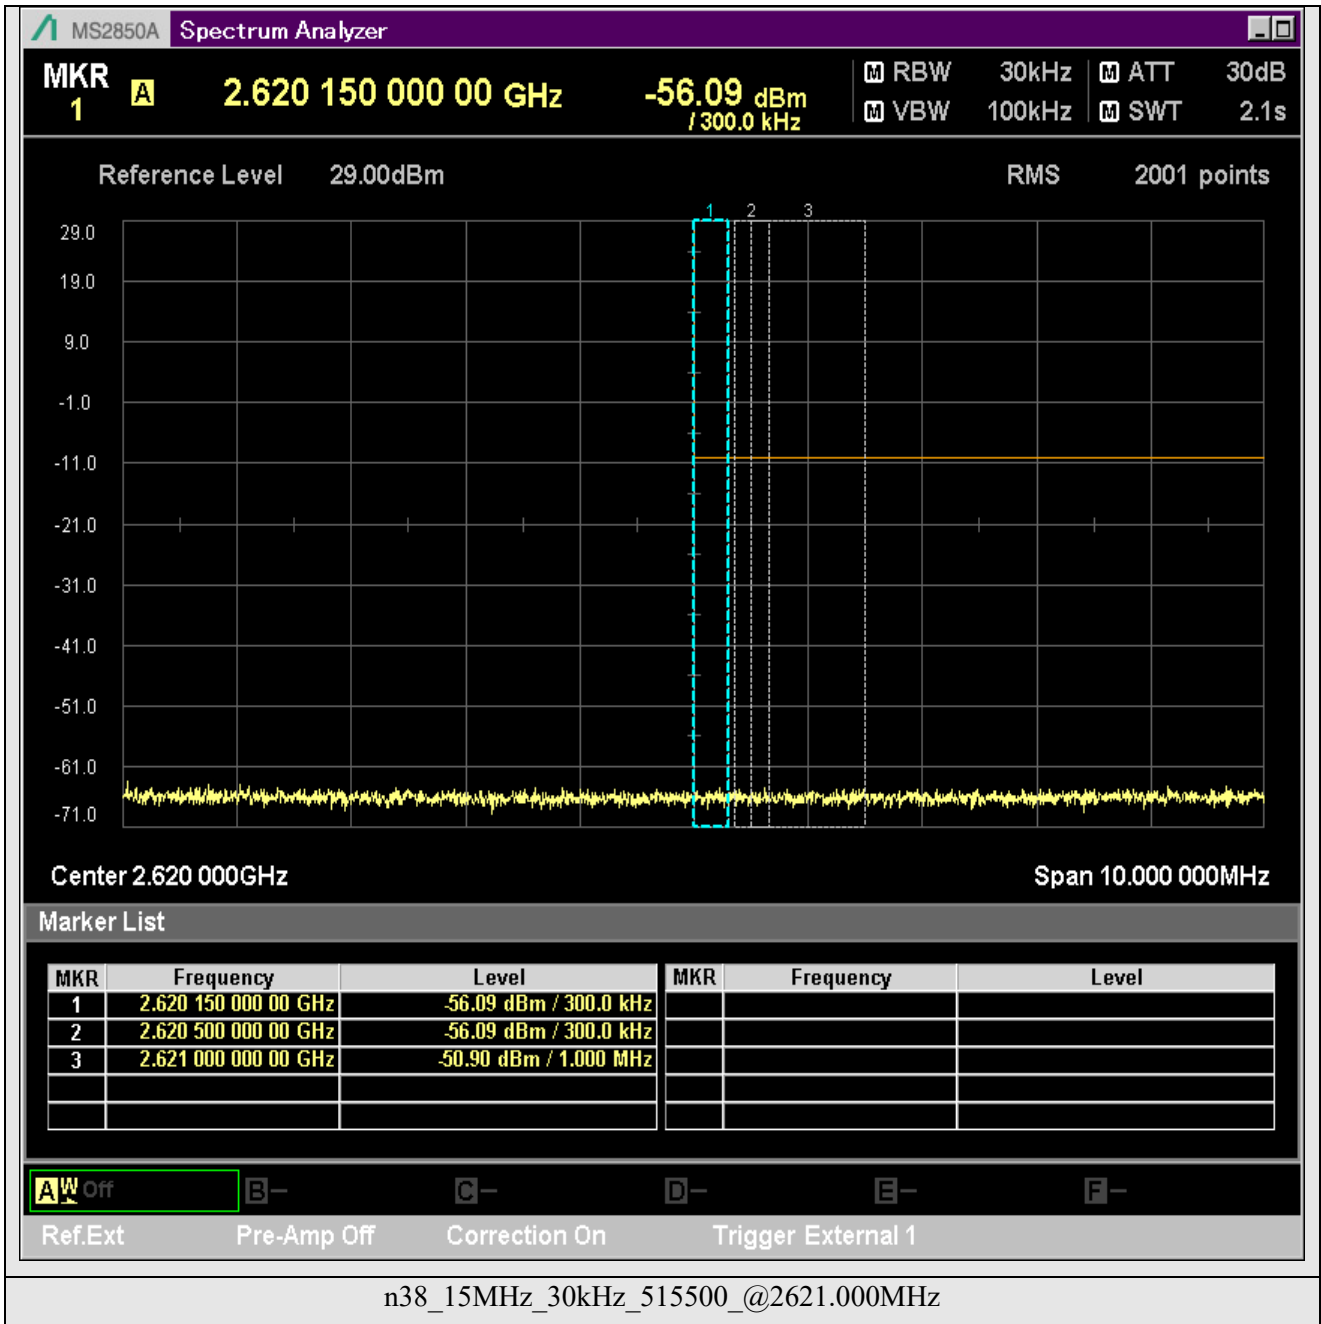 MS2850A Spectrum Analyzer
MKR 1 A 2.620 150 000 00 GHz -56.09 dBm / 300.0 kHz
M RBW 30kHz M ATT 30dB
M VBW 100kHz M SWT 2.1s
Reference Level 29.00dBm RMS 2001 points
1 2 3
29.0
19.0
9.0
-1.0
-11.0
-21.0
-31.0
-41.0
-51.0
-61.0
-71.0
Center 2.620 000GHz Span 10.000 000MHz
Marker List
MKR Frequency Level MKR Frequency Level
1 2.620 150 000 00 GHz -56.09 dBm / 300.0 kHz
2 2.620 500 000 00 GHz -56.09 dBm / 300.0 kHz
3 2.621 000 000 00 GHz -50.90 dBm / 1.000 MHz
A W Off B- C- D- E- F-
Ref.Ext Pre-Amp Off Correction On Trigger External 1
n38_15MHz_30kHz_515500_@2621.000MHz